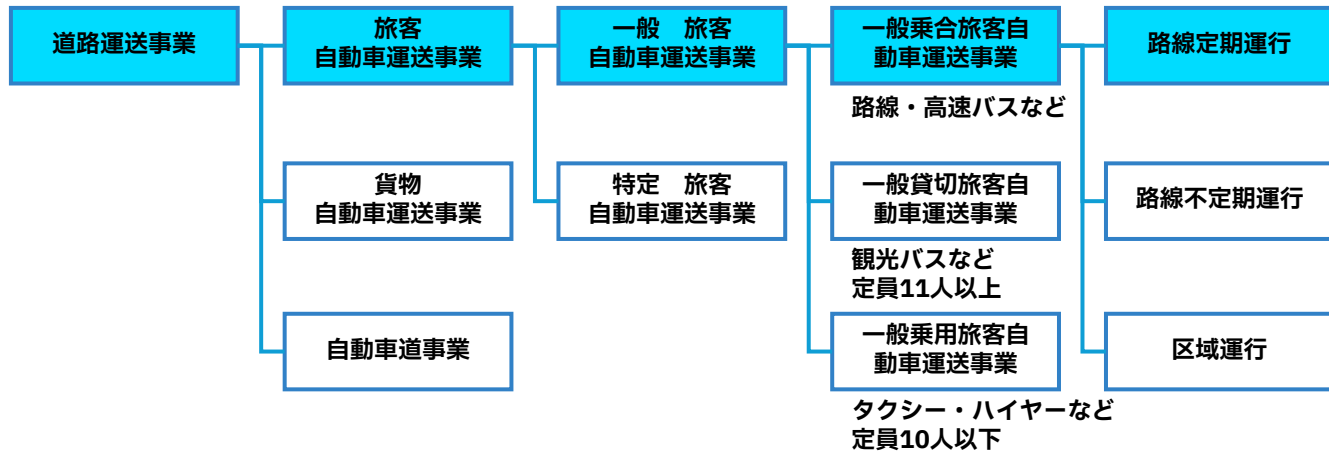 道路運送事業
旅客
自動車運送事業
一般　旅客
自動車運送事業
一般乗合旅客自
動車運送事業
路線定期運行
路線・高速バスなど
貨物
自動車運送事業
特定　旅客
自動車運送事業
一般貸切旅客自
動車運送事業
路線不定期運行
観光バスなど
定員11人以上
自動車道事業
一般乗用旅客自
動車運送事業
区域運行
タクシー・ハイヤーなど
定員10人以下